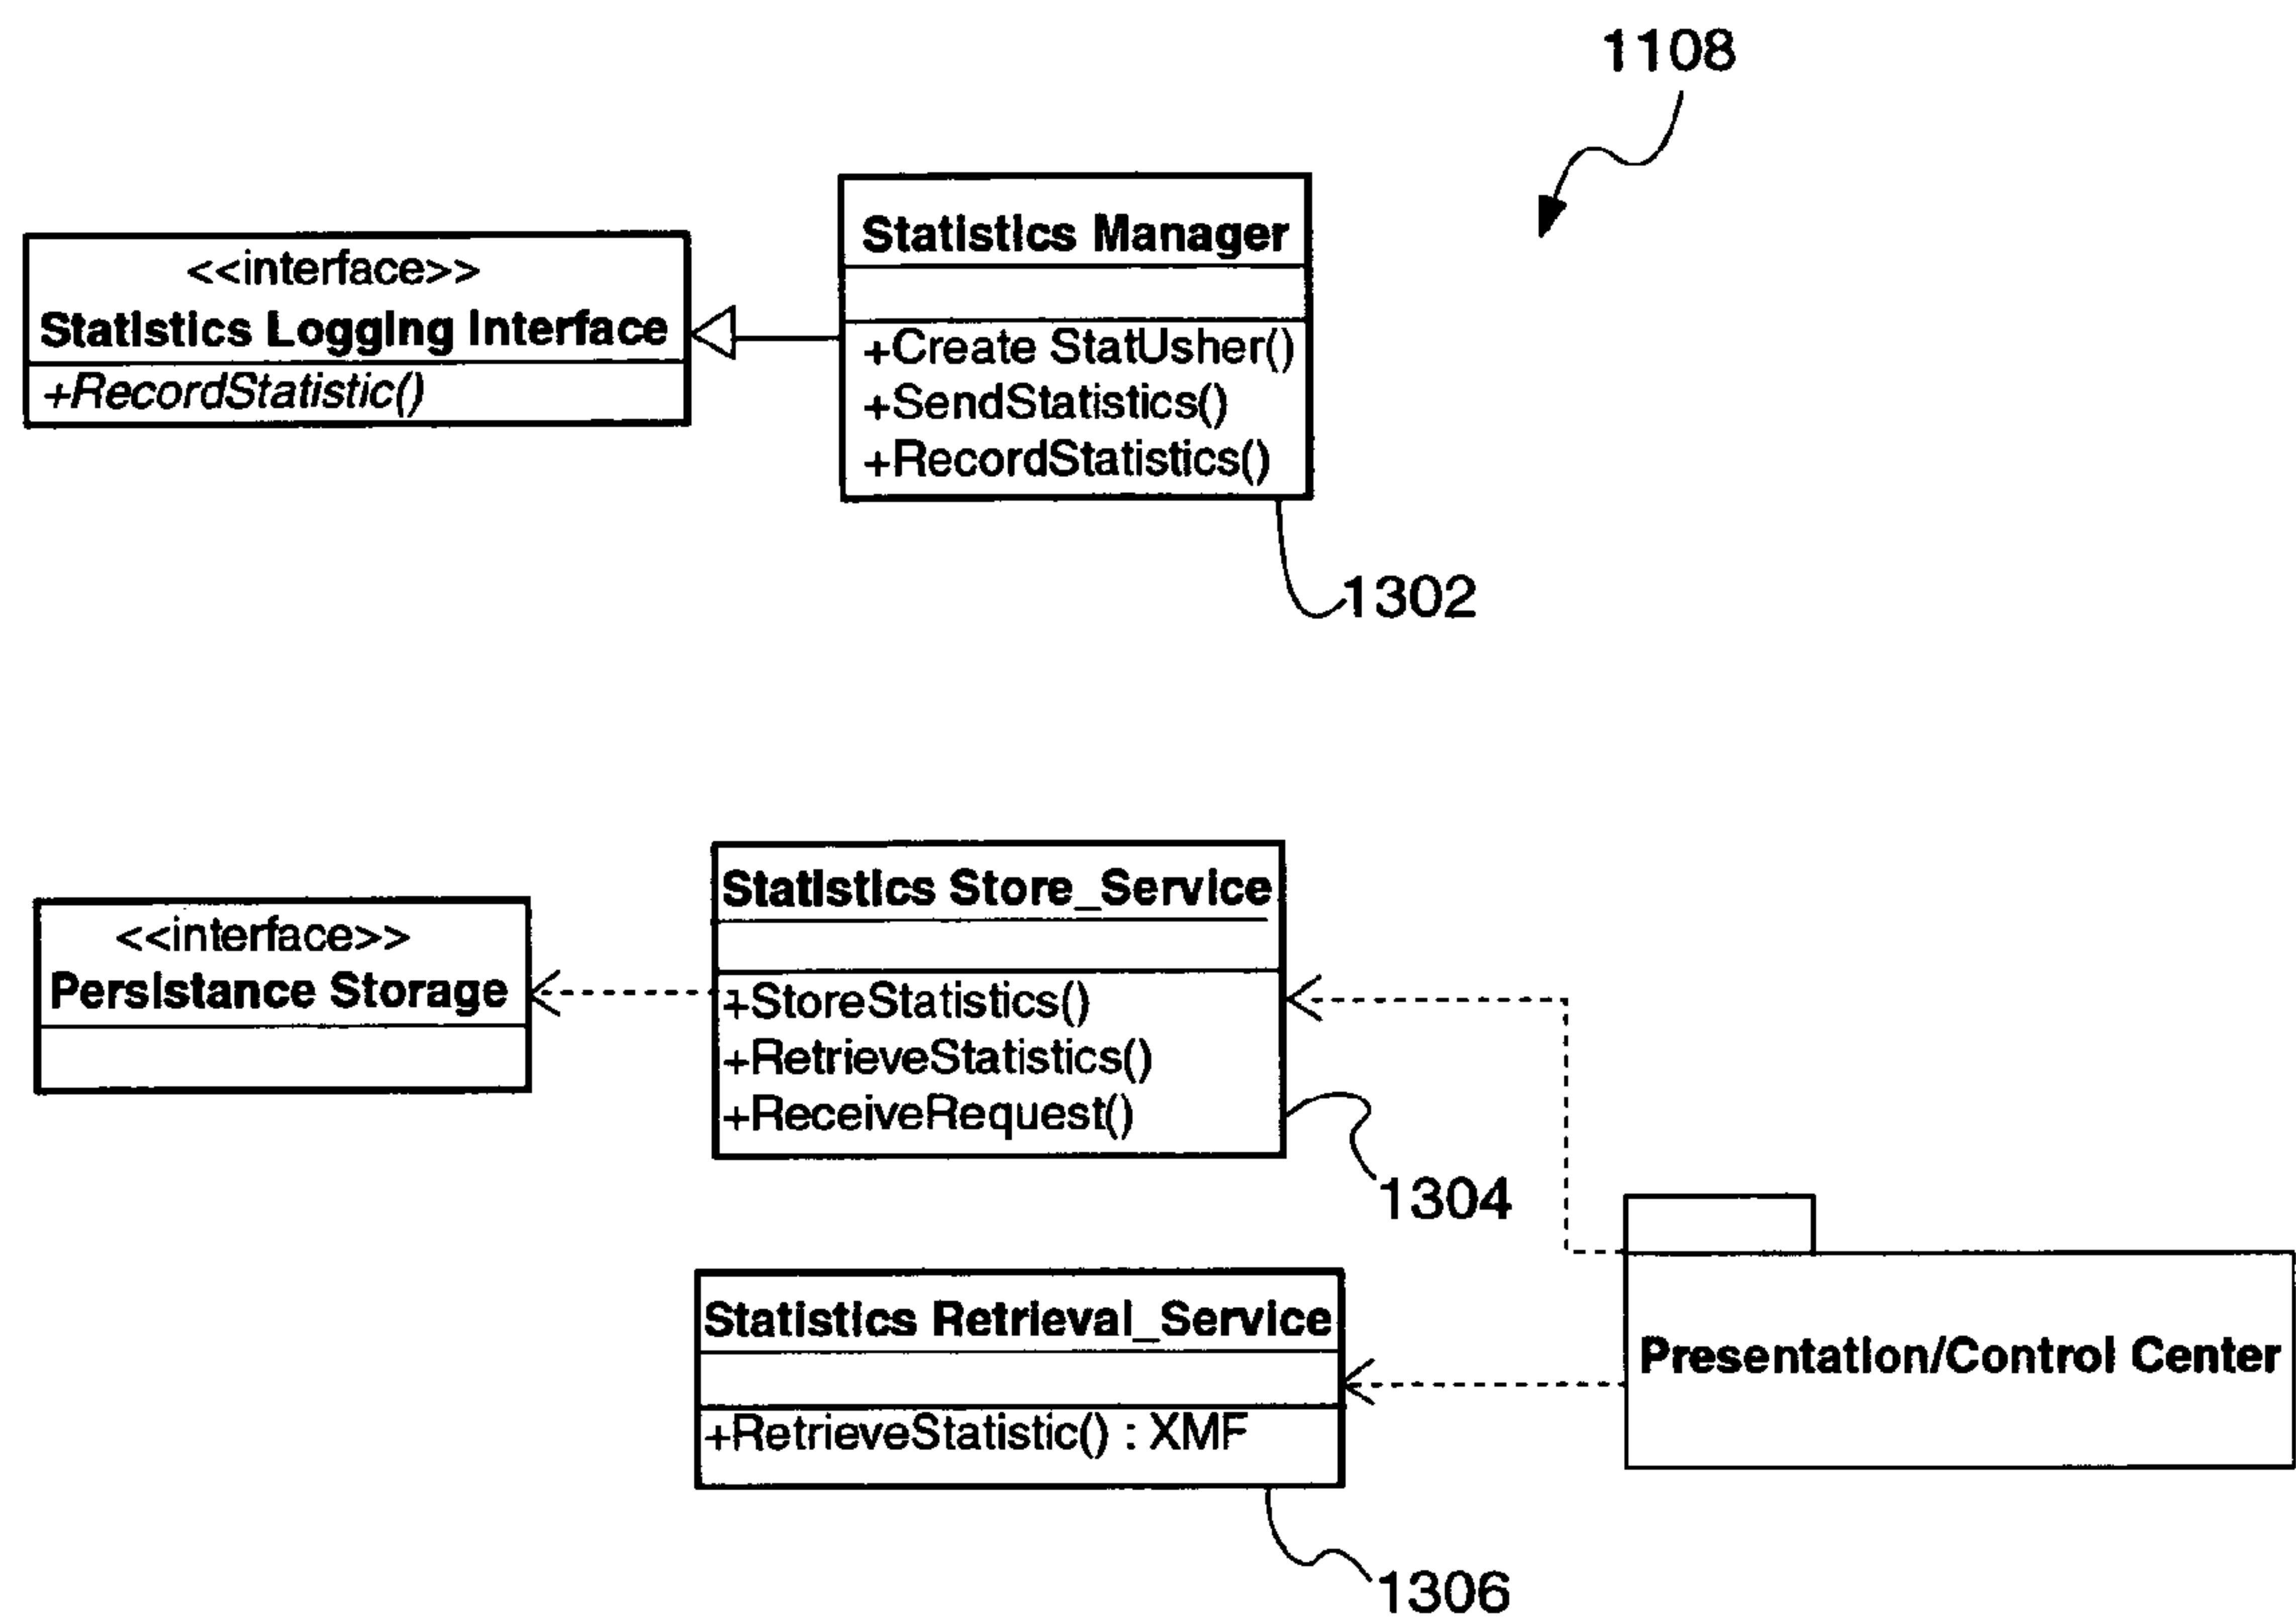 1108
Statistics Manager
+Create StatUsher()
+SendStatistics()
+RecordStatistics()
<<interface>>
Statistics Logging Interface
+RecordStatistic()
1302
Statistics Store_Service
+StoreStatistics()
+RetrieveStatistics()
+ReceiveRequest()
<<interface>>
Persistance Storage
1304
Statistics Retrieval_Service
+RetrieveStatistic() : XMF
Presentation/Control Center
1306